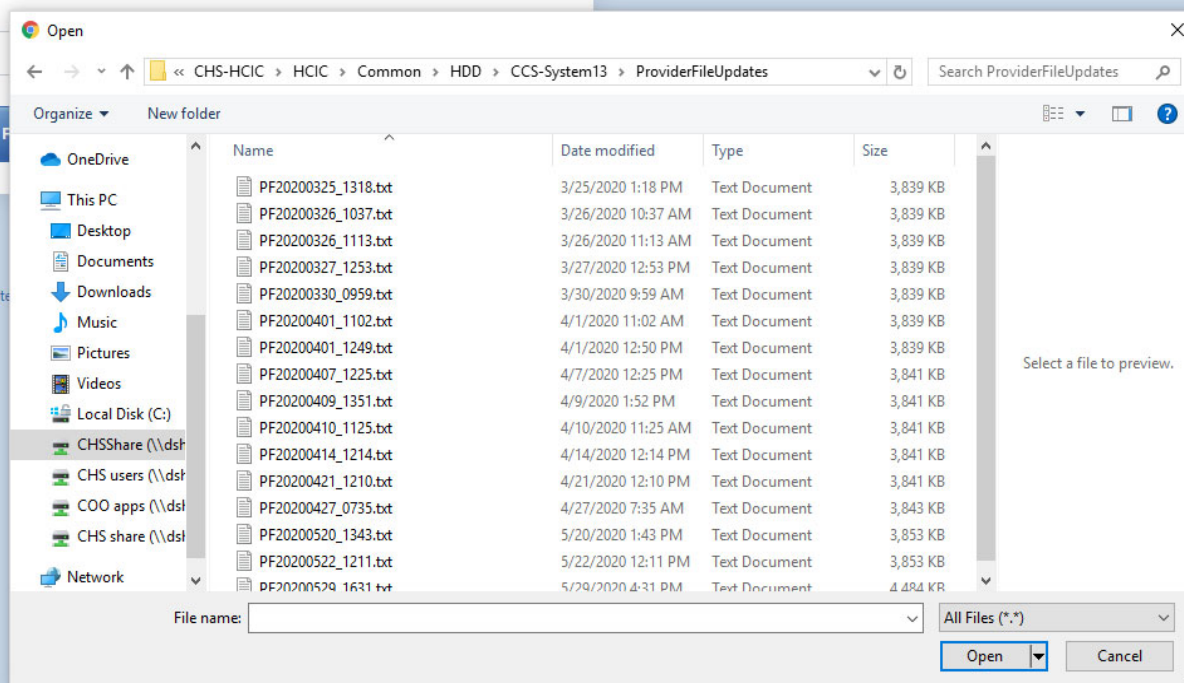 Open
« CHS-HCIC > HCIC > Common > HDD > CCS-System13 > ProviderFileUpdates
Search ProviderFileUpdates
Organize
New folder
OneDrive
This PC
Desktop
Documents
Downloads
Music
Pictures
Videos
Local Disk (C:)
CHSShare (\\dsh
CHS users (\\dsh
COO apps (\\dsh
CHS share (\\dsh
Network
Name Date modified Type Size
PF20200325_1318.txt 3/25/2020 1:18 PM Text Document 3,839 KB
PF20200326_1037.txt 3/26/2020 10:37 AM Text Document 3,839 KB
PF20200326_1113.txt 3/26/2020 11:13 AM Text Document 3,839 KB
PF20200327_1253.txt 3/27/2020 12:53 PM Text Document 3,839 KB
PF20200330_0959.txt 3/30/2020 9:59 AM Text Document 3,839 KB
PF20200401_1102.txt 4/1/2020 11:02 AM Text Document 3,839 KB
PF20200401_1249.txt 4/1/2020 12:50 PM Text Document 3,839 KB
PF20200407_1225.txt 4/7/2020 12:25 PM Text Document 3,841 KB
PF20200409_1351.txt 4/9/2020 1:52 PM Text Document 3,841 KB
PF20200410_1125.txt 4/10/2020 11:25 AM Text Document 3,841 KB
PF20200414_1214.txt 4/14/2020 12:14 PM Text Document 3,841 KB
PF20200421_1210.txt 4/21/2020 12:10 PM Text Document 3,841 KB
PF20200427_0735.txt 4/27/2020 7:35 AM Text Document 3,843 KB
PF20200520_1343.txt 5/20/2020 1:43 PM Text Document 3,853 KB
PF20200522_1211.txt 5/22/2020 12:11 PM Text Document 3,853 KB
PF20200529_1631.txt 5/29/2020 4:31 PM Text Document 4,484 KB
Select a file to preview.
File name:
All Files (*.*)
Open
Cancel